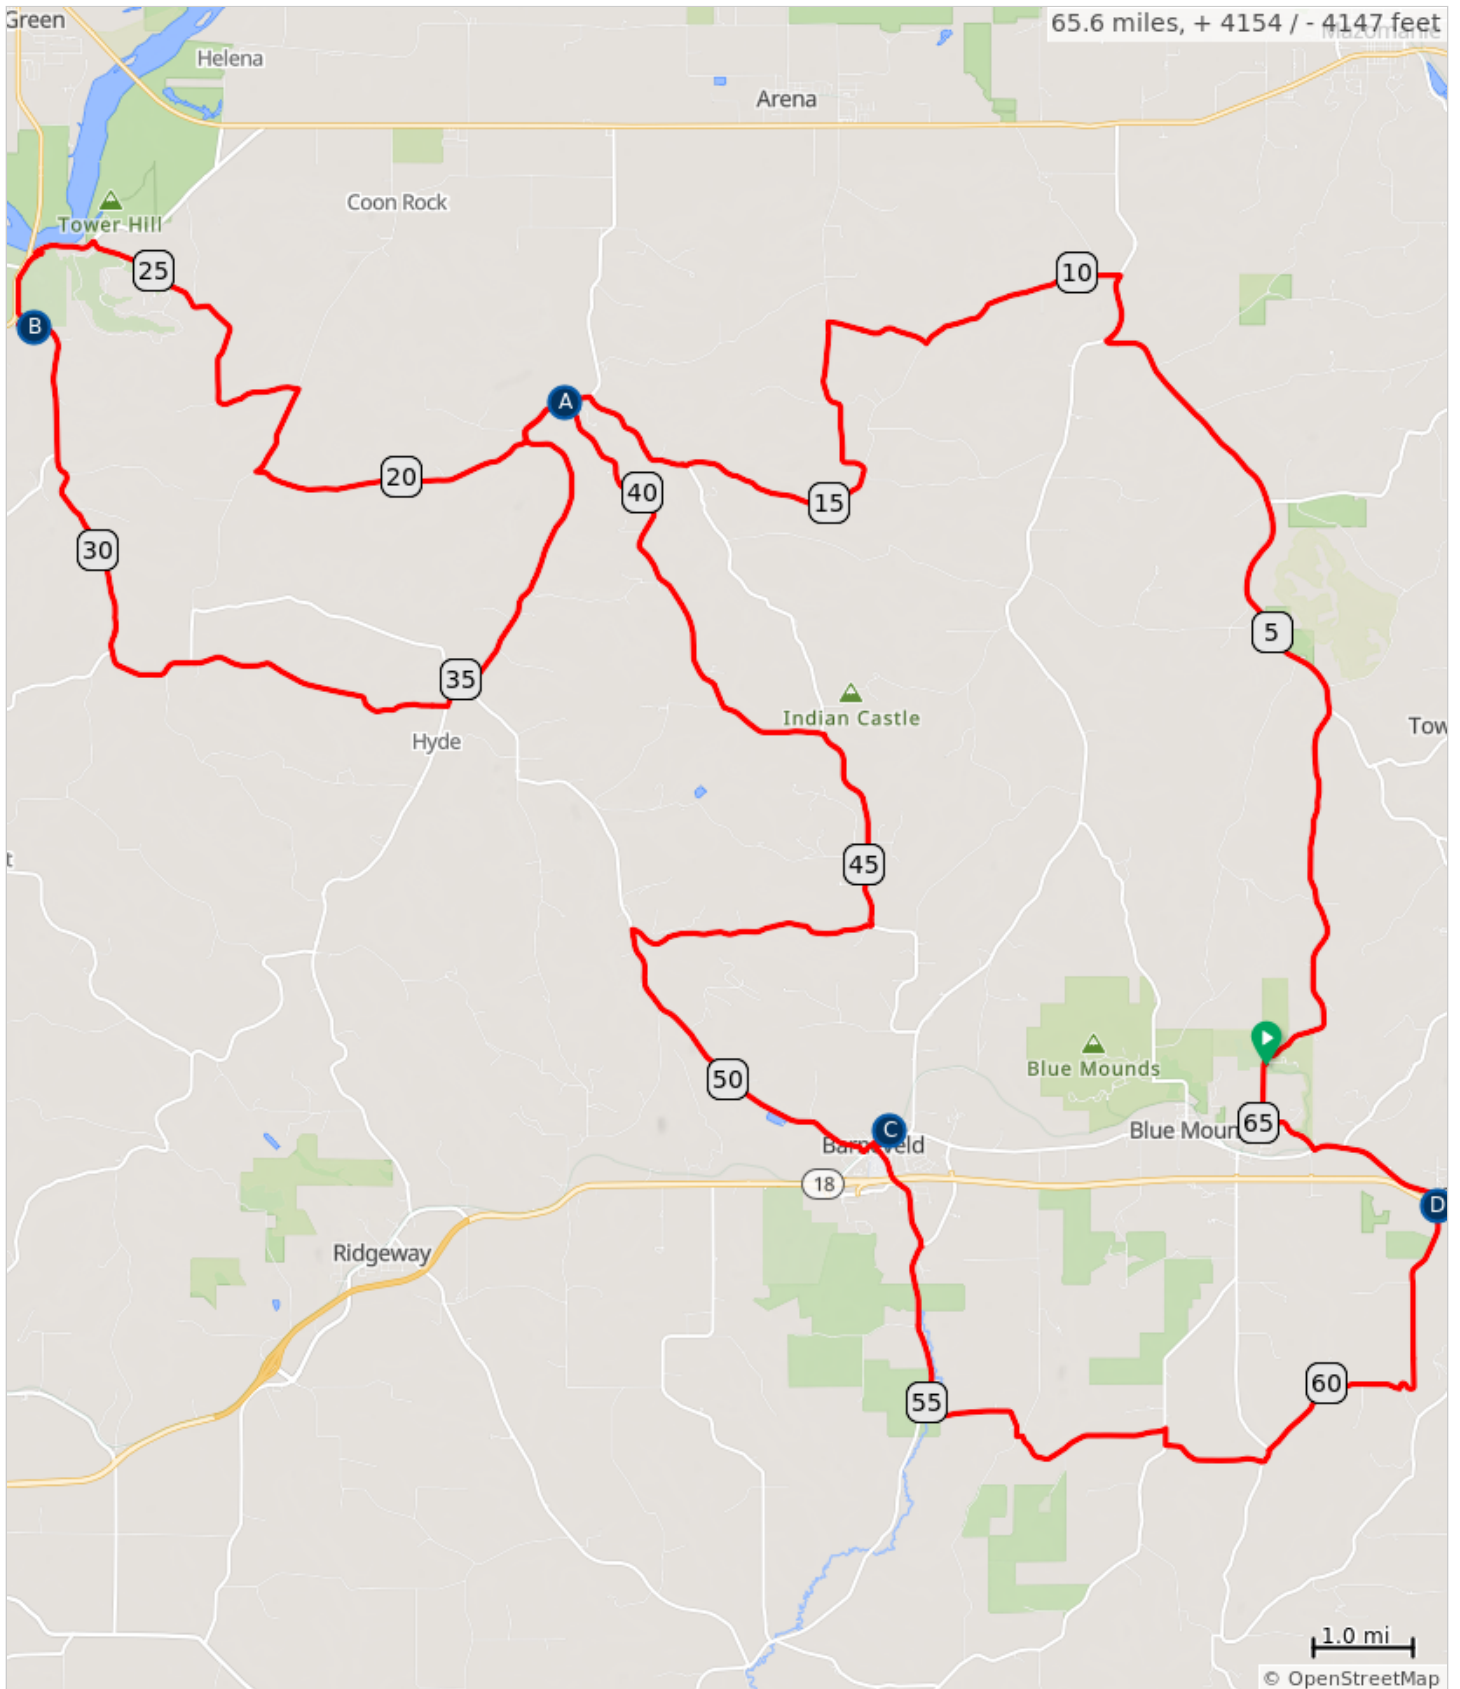 Green
65.6 miles, + 4154 / - 4147 feet
Mazomanie
Helena
Arena
Coon Rock
Tower Hill
25
10
B
A
20
40
15
30
5
35
Indian Castle
Hyde
Tow
t
45
Blue Mounds
50
C
65
Blue Moun
Barneveld
18
D
Ridgeway
60
55
1.0 mi
© OpenStreetMap